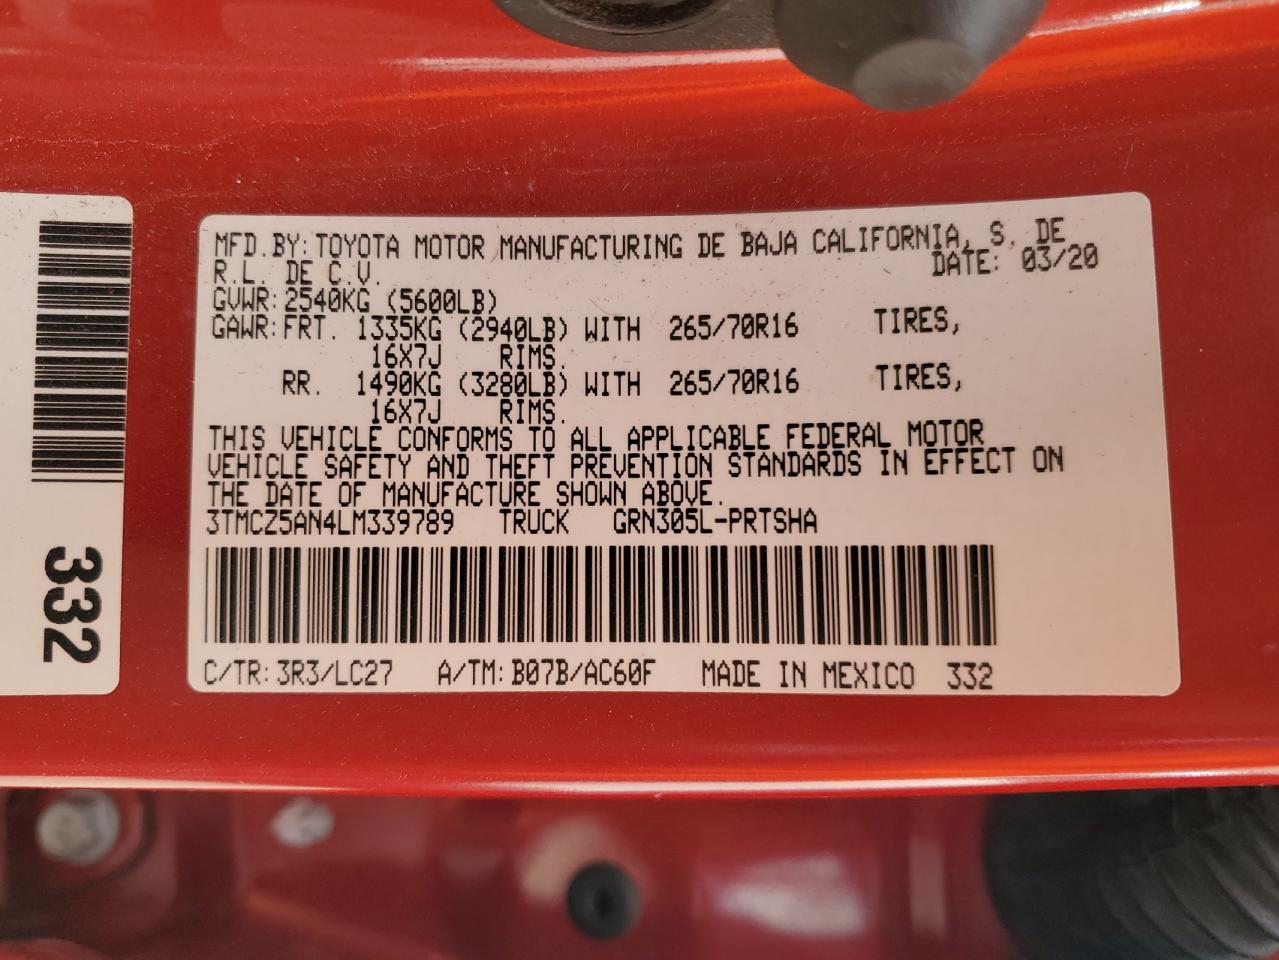 MFD.BY: TOYOTA MOTOR MANUFACTURING DE BAJA CALIFORNIA, S. DE
R.L. DE C.V. DATE: 03/20
GVWR: 2540KG (5600LB)
GAWR: FRT. 1335KG (2940LB) WITH 265/70R16 TIRES,
16X7J RIMS.
RR. 1490KG (3280LB) WITH 265/70R16 TIRES,
16X7J RIMS.
THIS VEHICLE CONFORMS TO ALL APPLICABLE FEDERAL MOTOR
VEHICLE SAFETY AND THEFT PREVENTION STANDARDS IN EFFECT ON
THE DATE OF MANUFACTURE SHOWN ABOVE.
3TMCZ5AN4LM339789 TRUCK GRN305L-PRTSHA
C/TR: 3R3/LC27 A/TM: B07B/AC60F MADE IN MEXICO 332
332